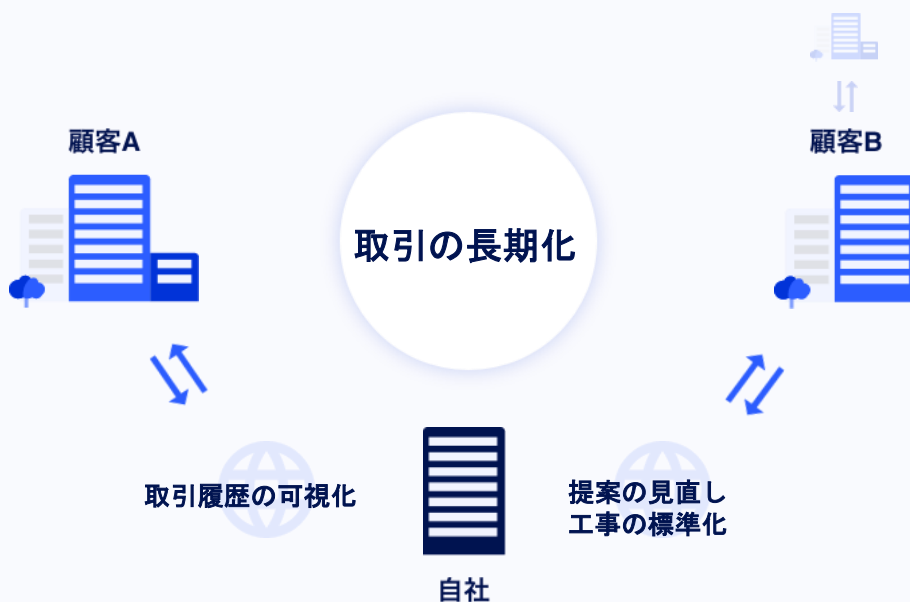 顧客A
顧客B
取引の長期化
取引履歴の可視化
提案の見直し
工事の標準化
自社